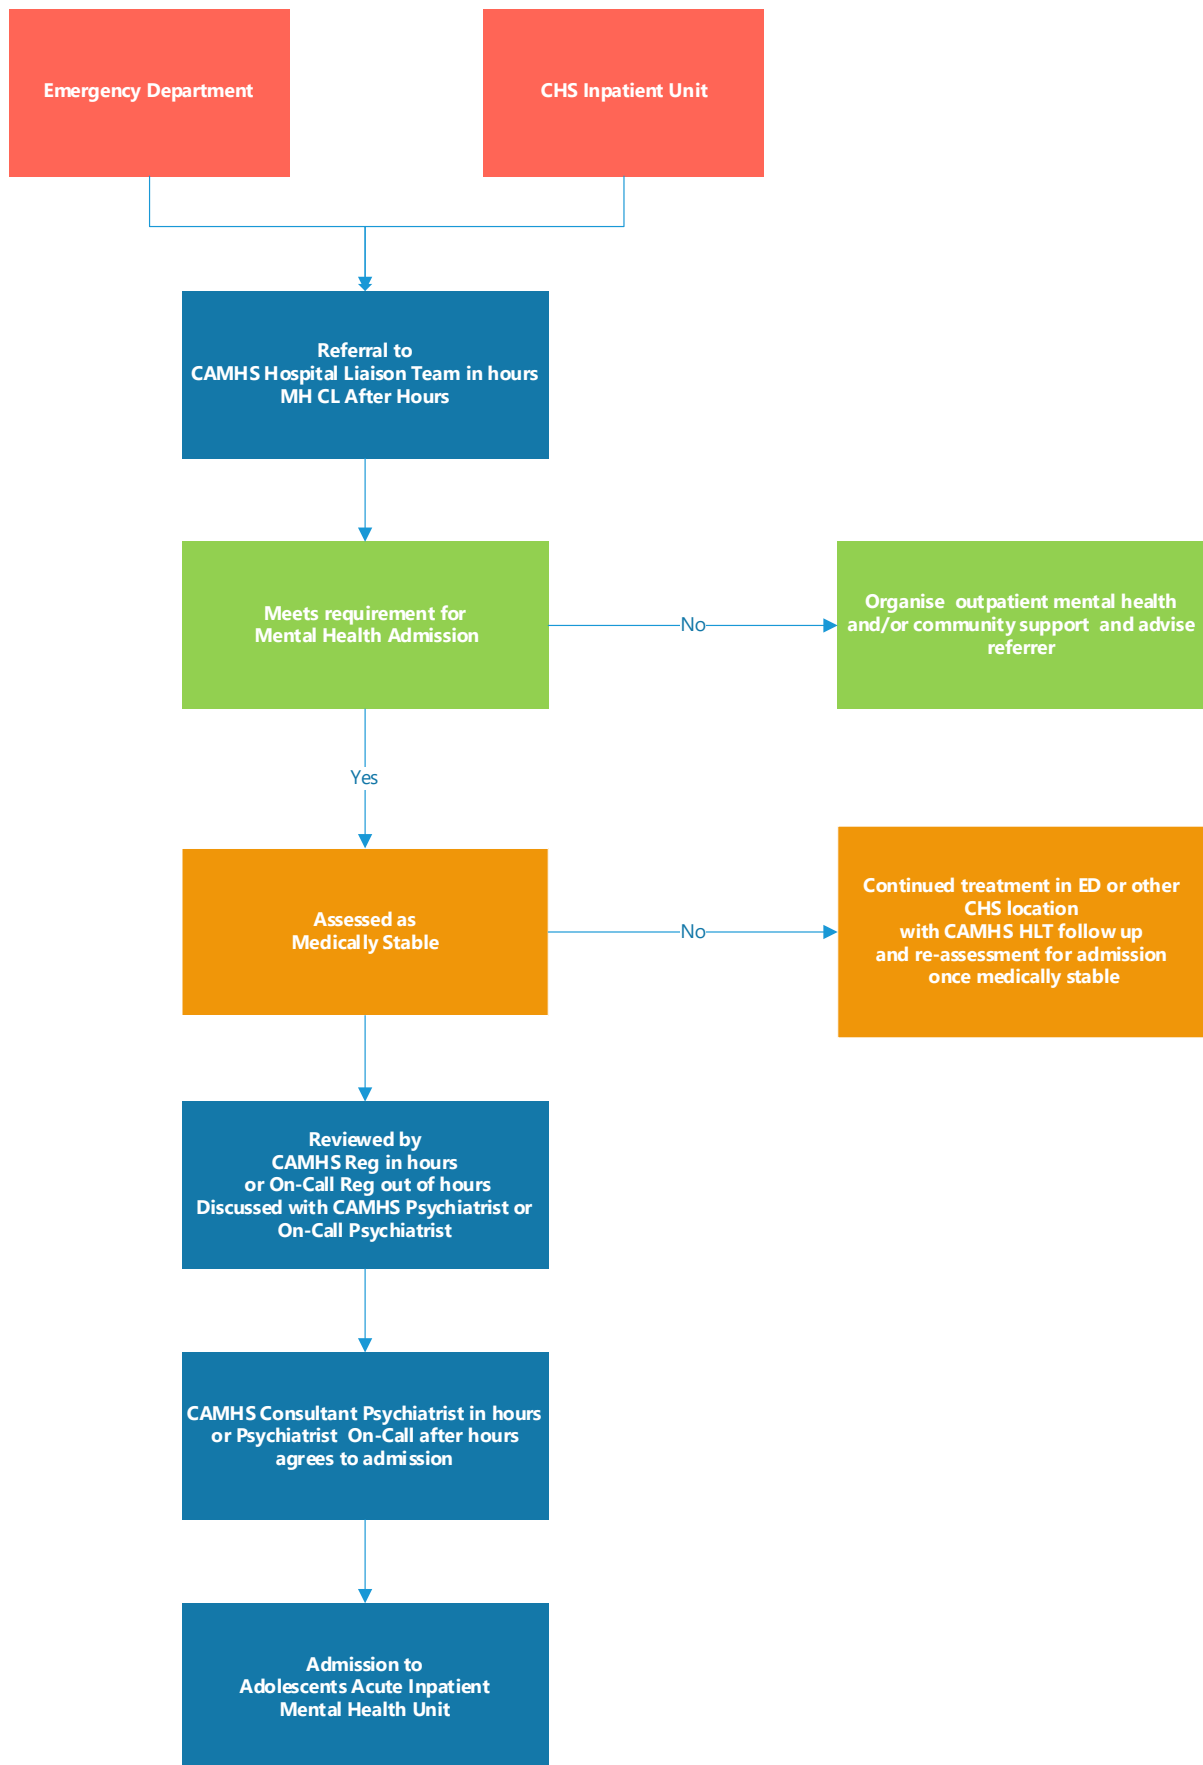 Emergency Department
CHS Inpatient Unit
Referral to
CAMHS Hospital Liaison Team in hours
MH CL After Hours
Meets requirement for
Mental Health Admission
No
Organise  outpatient mental health
and/or community support  and advise
referrer
Yes
Assessed as
Medically Stable
No
Continued treatment in ED or other
CHS location
with CAMHS HLT follow up
and re-assessment for admission
once medically stable
Reviewed by
CAMHS Reg in hours
or On-Call Reg out of hours
Discussed with CAMHS Psychiatrist or
On-Call Psychiatrist
CAMHS Consultant Psychiatrist in hours
or Psychiatrist  On-Call after hours
agrees to admission
Admission to
Adolescents Acute Inpatient
Mental Health Unit